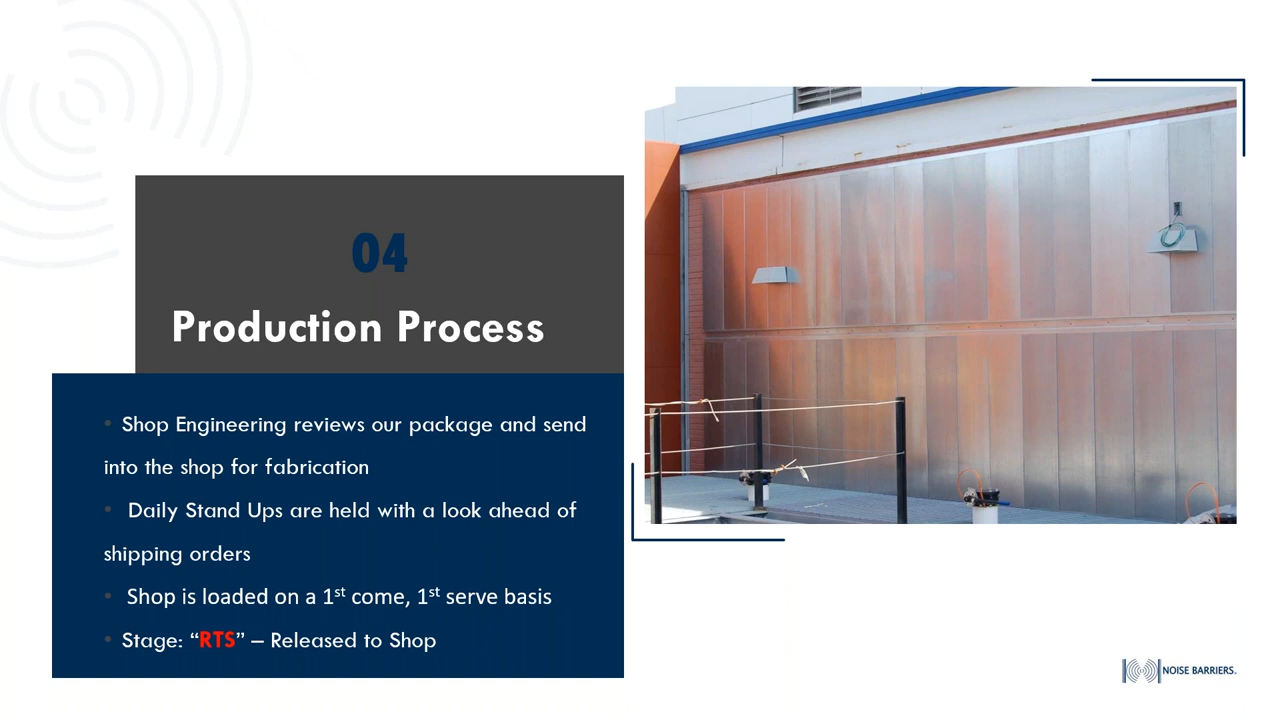 04
Production Process
• Shop Engineering reviews our package and send
into the shop for fabrication
• Daily Stand Ups are held with a look ahead of
shipping orders
• Shop is loaded on a 1st come, 1st serve basis
• Stage: “RTS” – Released to Shop
NOISE BARRIERS.